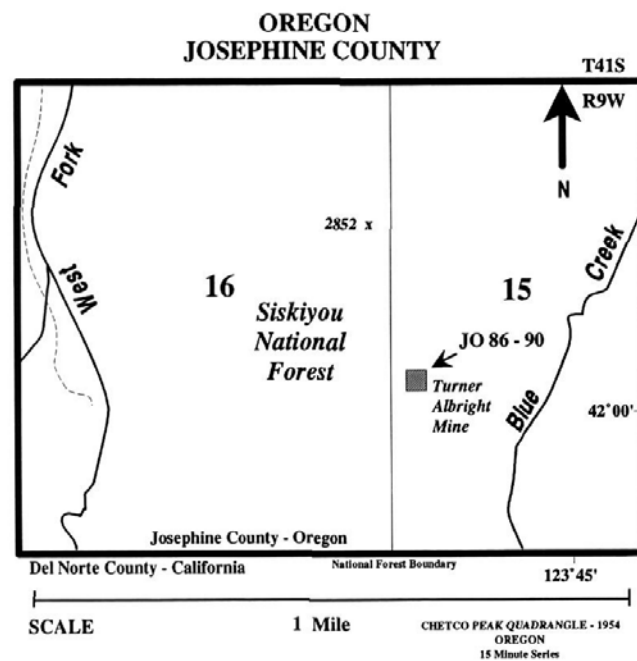 OREGON
JOSEPHINE COUNTY
T41S
R9W
N
Fork
West
2852 x
16
15
Siskiyou
National
Forest
Creek
Blue
JO 86 - 90
Turner
Albright
Mine
42°00'
Josephine County - Oregon
Del Norte County - California
National Forest Boundary
123°45'
SCALE
1 Mile
CHETCO PEAK QUADRANGLE - 1954
OREGON
15 Minute Series